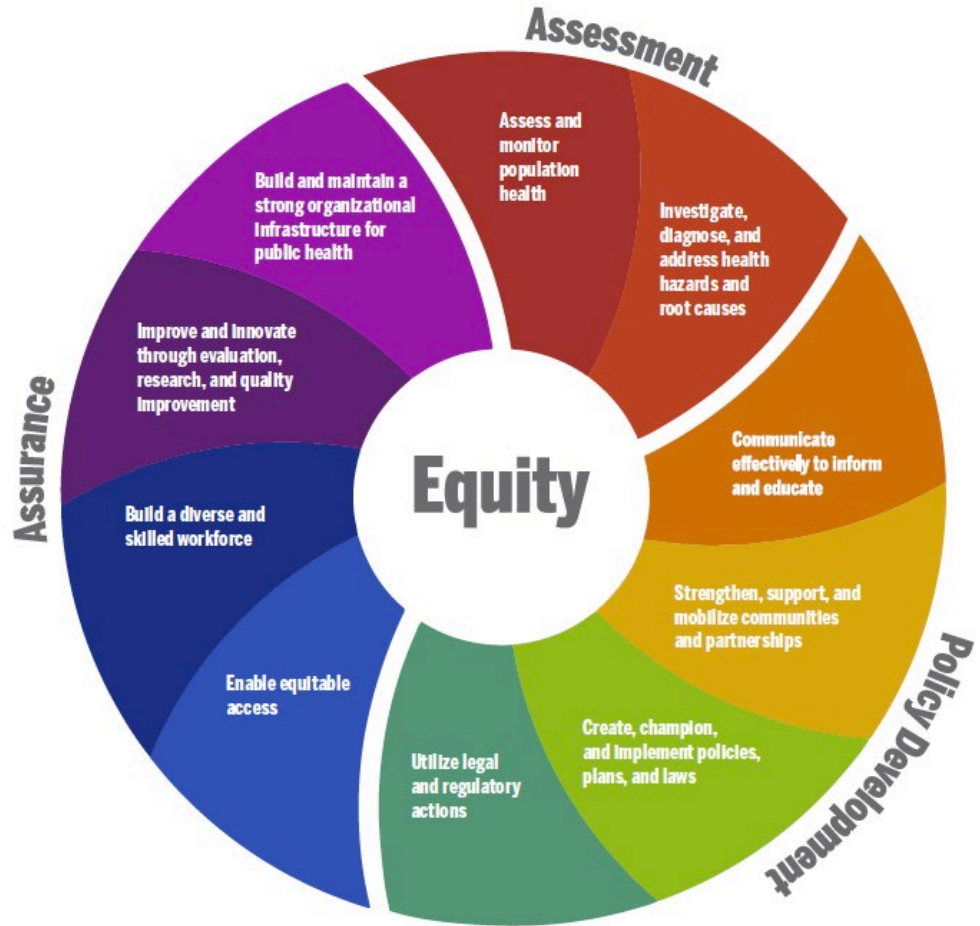 Assessment
Assess and
monitor
population
health
Investigate,
diagnose, and
address health
hazards and
root causes
Communicate
effectively to inform
and educate
Strengthen, support, and
mobilize communities
and partnerships
Policy Development
Create, champion,
and implement policies,
plans, and laws
Utilize legal
and regulatory
actions
Enable equitable
access
Build a diverse and
skilled workforce
Assurance
Improve and innovate
through evaluation,
research, and quality
improvement
Build and maintain a
strong organizational
infrastructure for
public health
Equity